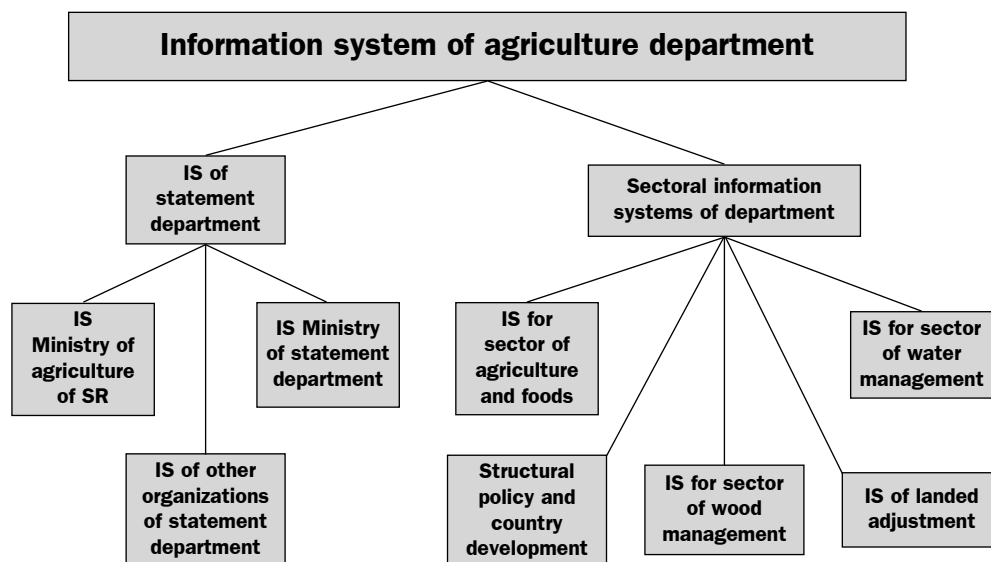 Information system of agriculture department
IS of
statement
department
Sectoral information
systems of department
IS
Ministry of
agriculture
of SR
IS Ministry
of statement
department
IS for
sector of
agriculture
and foods
IS for sector
of water
management
IS of other
organizations
of statement
department
Structural
policy and
country
development
IS for sector
of wood
management
IS of landed
adjustment